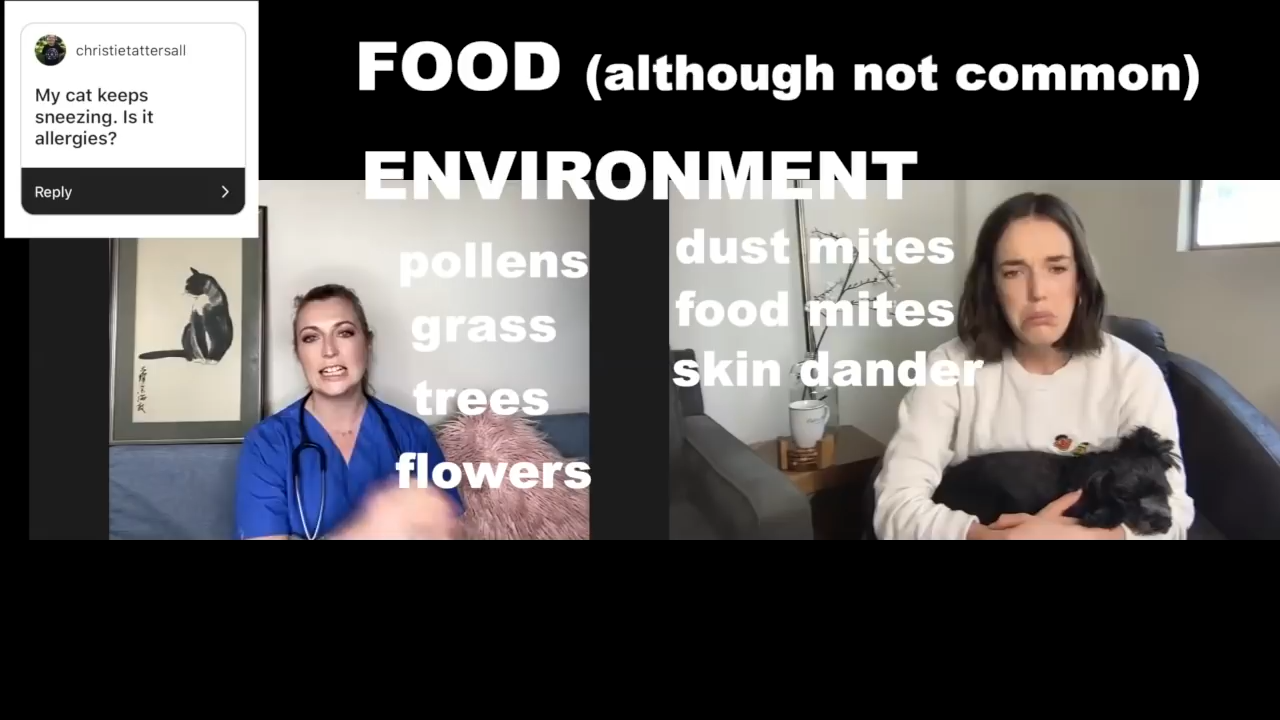 christietattersall
My cat keeps
sneezing. Is it
allergies?
Reply
FOOD (although not common)
ENVIRONMENT
pollens
grass
trees
flowers
dust mites
food mites
skin dander